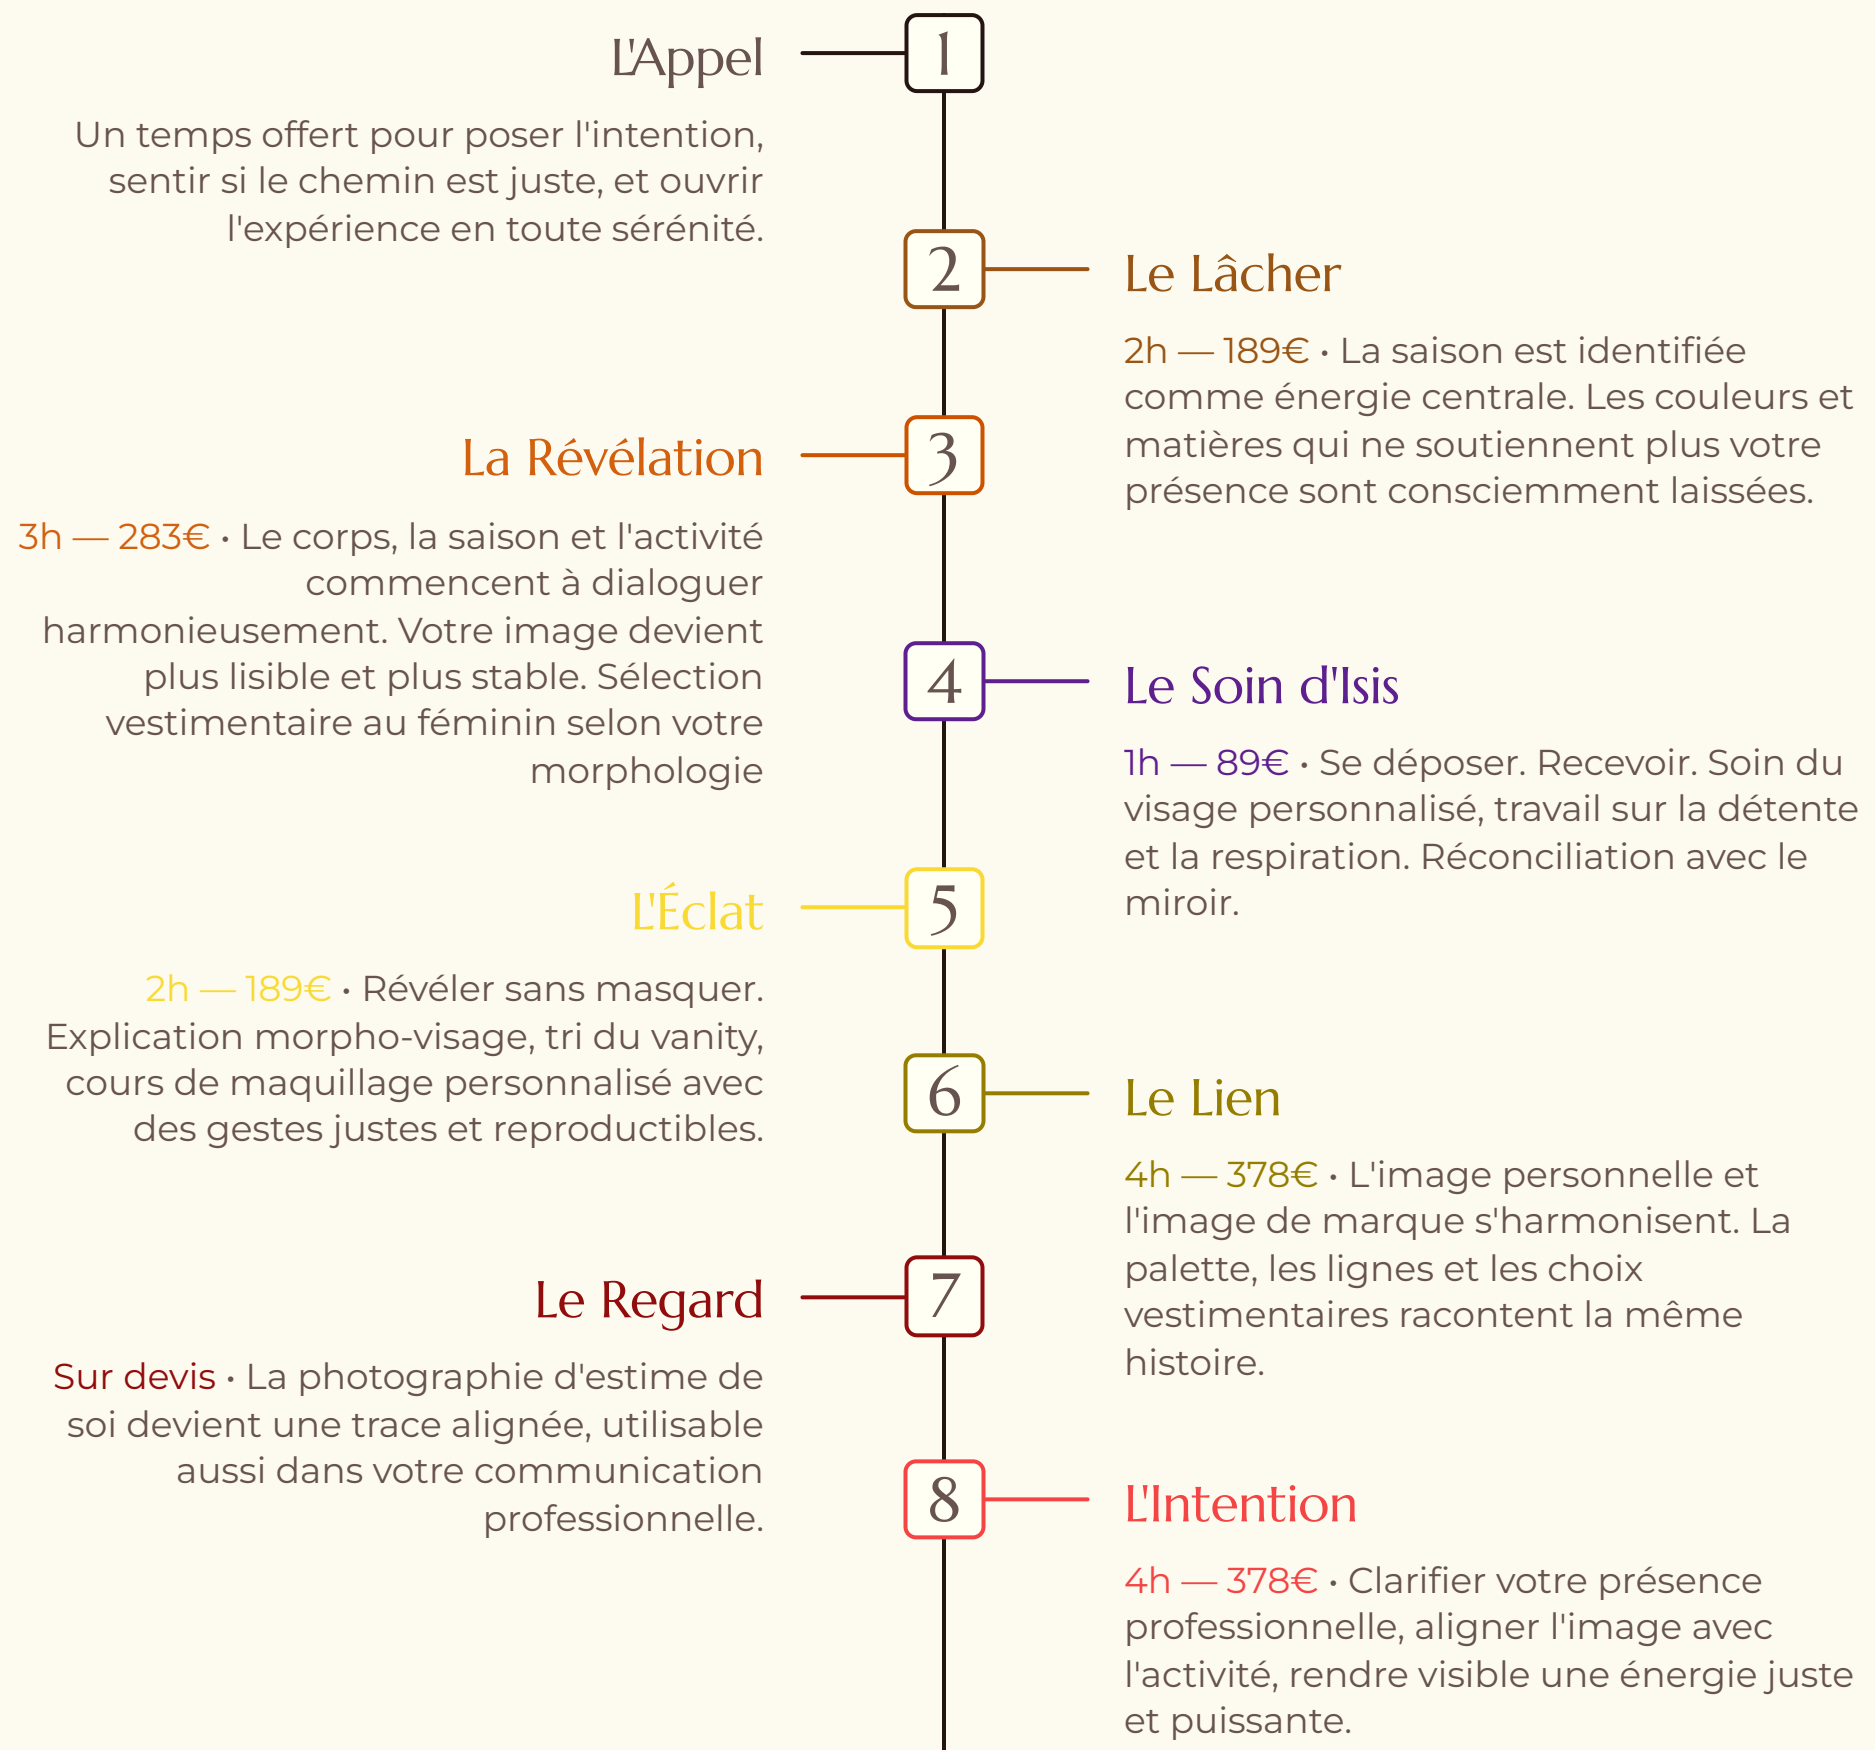 L'Appel
1
Un temps offert pour poser l'intention,
sentir si le chemin est juste, et ouvrir
l'expérience en toute sérénité.
2
Le Lâcher
2h — 189€ • La saison est identifiée
comme énergie centrale. Les couleurs et
matières qui ne soutiennent plus votre
présence sont consciemment laissées.
La Révélation
3
3h — 283€ • Le corps, la saison et l'activité
commencent à dialoguer
harmonieusement. Votre image devient
plus lisible et plus stable. Sélection
vestimentaire au féminin selon votre
morphologie
4
Le Soin d'Isis
1h — 89€ • Se déposer. Recevoir. Soin du
visage personnalisé, travail sur la détente
et la respiration. Réconciliation avec le
miroir.
L'Éclat
5
2h — 189€ • Révéler sans masquer.
Explication morpho-visage, tri du vanity,
cours de maquillage personnalisé avec
des gestes justes et reproductibles.
6
Le Lien
4h — 378€ • L'image personnelle et
l'image de marque s'harmonisent. La
palette, les lignes et les choix
vestimentaires racontent la même
histoire.
Le Regard
7
Sur devis • La photographie d'estime de
soi devient une trace alignée, utilisable
aussi dans votre communication
professionnelle.
8
L'Intention
4h — 378€ • Clarifier votre présence
professionnelle, aligner l'image avec
l'activité, rendre visible une énergie juste
et puissante.